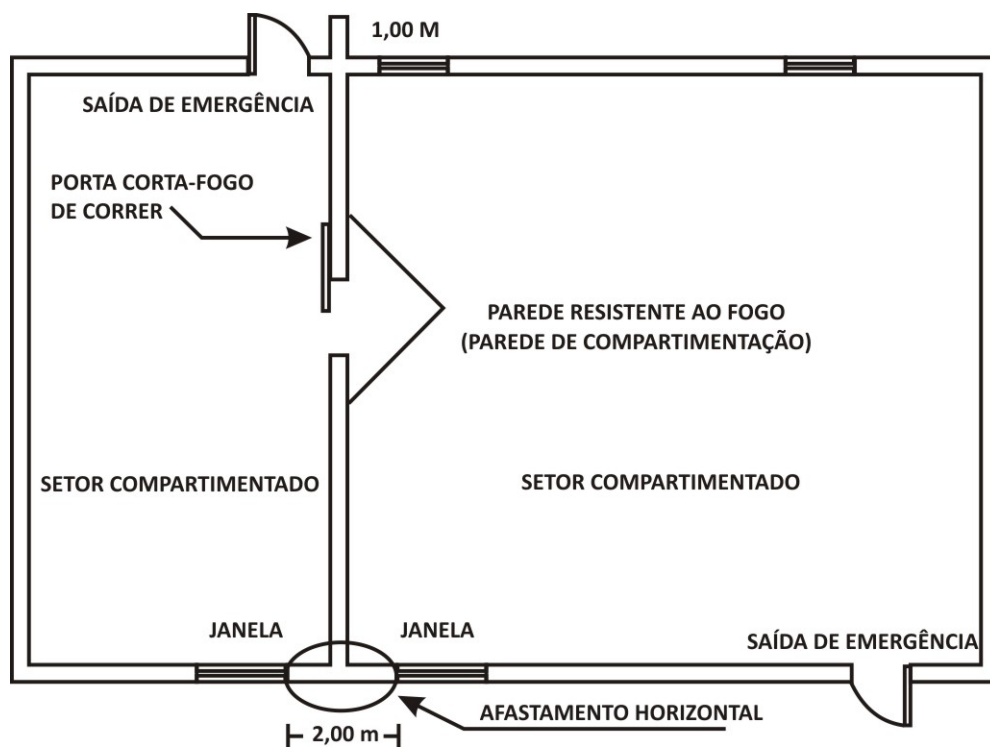 1,00 M
SAÍDA DE EMERGÊNCIA
PORTA CORTA-FOGO
DE CORRER
PAREDE RESISTENTE AO FOGO
(PAREDE DE COMPARTIMENTAÇÃO)
SETOR COMPARTIMENTADO
SETOR COMPARTIMENTADO
JANELA
JANELA
SAÍDA DE EMERGÊNCIA
AFASTAMENTO HORIZONTAL
2,00 m